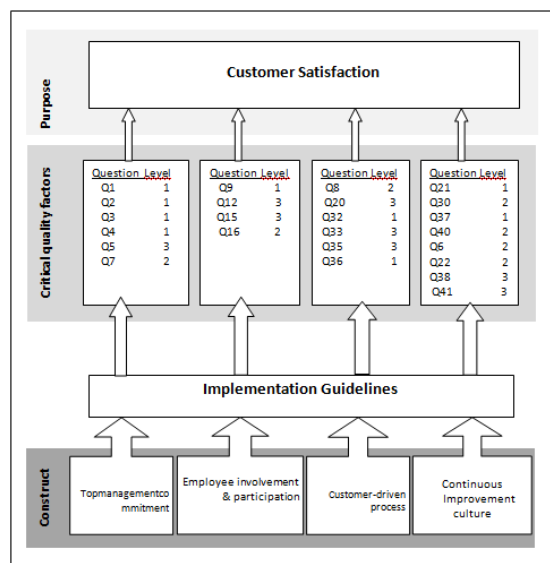 Purpose
Customer Satisfaction
Critical quality factors
Question Level
Q1 1
Q2 1
Q3 1
Q4 1
Q5 3
Q7 2
Question Level
Q9 1
Q12 3
Q15 3
Q16 2
Question Level
Q8 2
Q20 3
Q32 1
Q33 3
Q35 3
Q36 1
Question Level
Q21 1
Q30 2
Q37 1
Q40 2
Q6 2
Q22 2
Q38 3
Q41 3
Implementation Guidelines
Construct
Topmanagementco
mmitment
Employee involvement
& participation
Customer-driven
process
Continuous
Improvement
culture